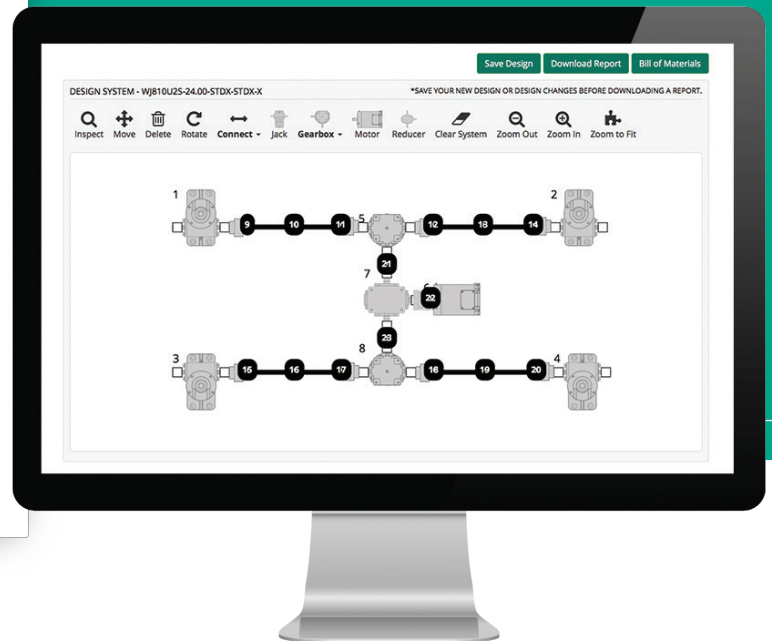 Save Design Download Report Bill of Materials
DESIGN SYSTEM - WJ810U2S-24.00-STDX-STDX-X *SAVE YOUR NEW DESIGN OR DESIGN CHANGES BEFORE DOWNLOADING A REPORT.
Inspect Move Delete Rotate Connect Jack Gearbox Motor Reducer Clear System Zoom Out Zoom In Zoom to Fit
1 2
9 10 11 5 12 13 14
21
7 6
22
23
3 8 4
15 16 17 18 19 20